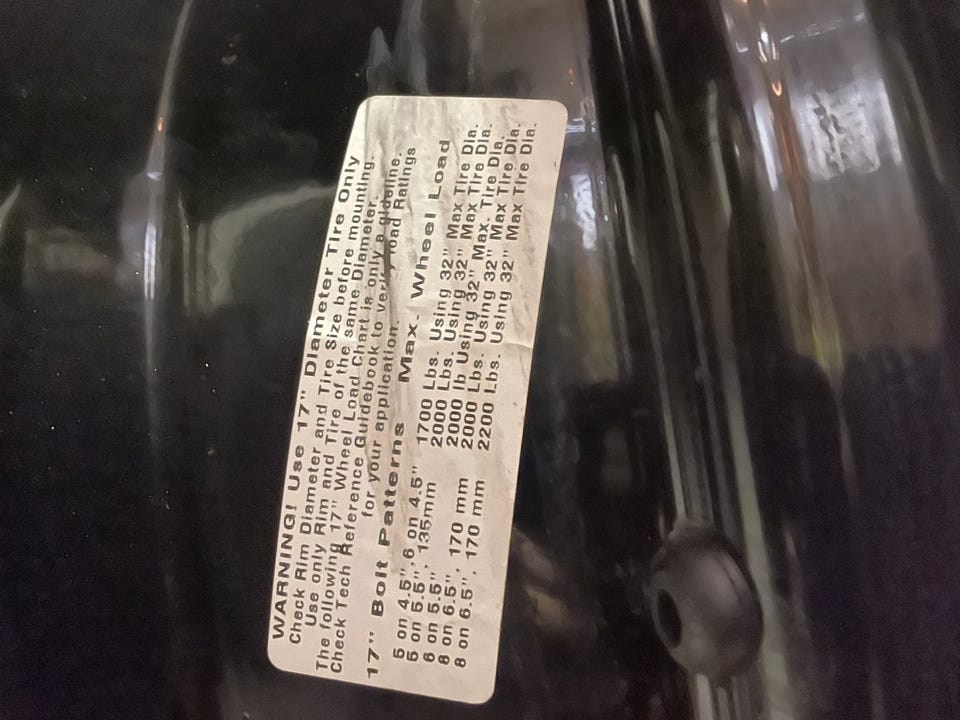 WARNING! Use 17" Diameter Tire Only
Check Rim Diameter and Tire Size before mounting.
Use only Rim and Tire of the same Diameter.
The following 17" Wheel Load Chart is only a gideline.
Check Tech Reference Guidebook to verify load Ratings
for your application.
17" Bolt Patterns Max. Wheel Load
5 on 4.5",6 on 4.5" 1700 Lbs. Using 32" Max Tire Dia.
5 on 5.5", 135mm 2000 Lbs. Using 32" Max Tire Dia.
6 on 5.5", 2000 lb Using 32" Max. Tire Dia.
8 on 6.5", 170 mm 2000 Lbs. Using 32" Max Tire Dia.
8 on 6.5", 170 mm 2200 Lbs. Using 32" Max Tire Dia.